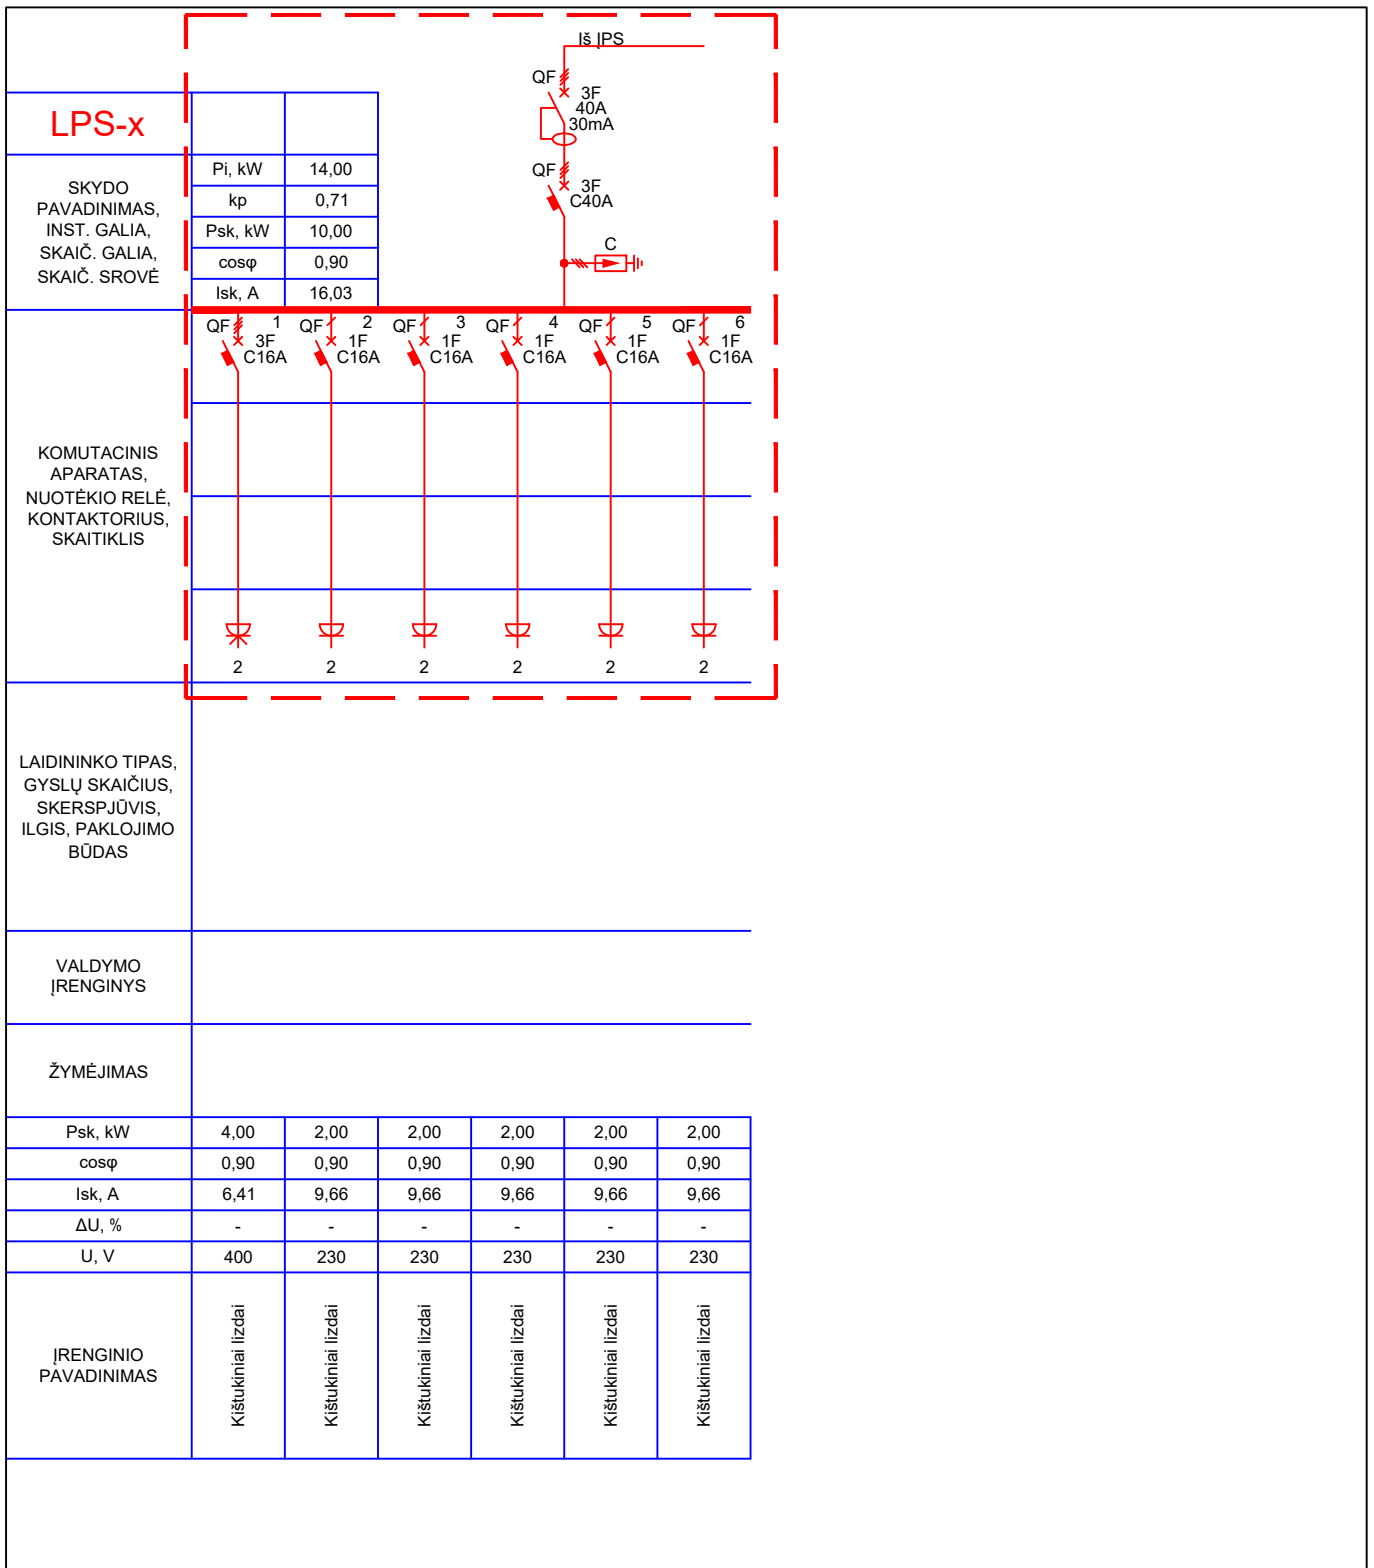 Iš ĮPS
QF
3F
40A
30mA
LPS-x
QF
3F
C40A
C
SKYDO
PAVADINIMAS,
INST. GALIA,
SKAIČ. GALIA,
SKAIČ. SROVĖ
Pi, kW 14,00
kp 0,71
Psk, kW 10,00
cosφ 0,90
Isk, A 16,03
QF 1 QF 2 QF 3 QF 4 QF 5 QF 6
3F 1F 1F 1F 1F 1F
C16A C16A C16A C16A C16A C16A
KOMUTACINIS
APARATAS,
NUOTĖKIO RELĖ,
KONTAKTORIUS,
SKAITIKLIS
2 2 2 2 2 2
LAIDININKO TIPAS,
GYSLŲ SKAIČIUS,
SKERSPJŪVIS,
ILGIS, PAKLOJIMO
BŪDAS
VALDYMO
ĮRENGINYS
ŽYMĖJIMAS
Psk, kW 4,00 2,00 2,00 2,00 2,00 2,00
cosφ 0,90 0,90 0,90 0,90 0,90 0,90
Isk, A 6,41 9,66 9,66 9,66 9,66 9,66
ΔU, % - - - - - -
U, V 400 230 230 230 230 230
ĮRENGINIO
PAVADINIMAS
Kištukiniai lizdai
Kištukiniai lizdai
Kištukiniai lizdai
Kištukiniai lizdai
Kištukiniai lizdai
Kištukiniai lizdai